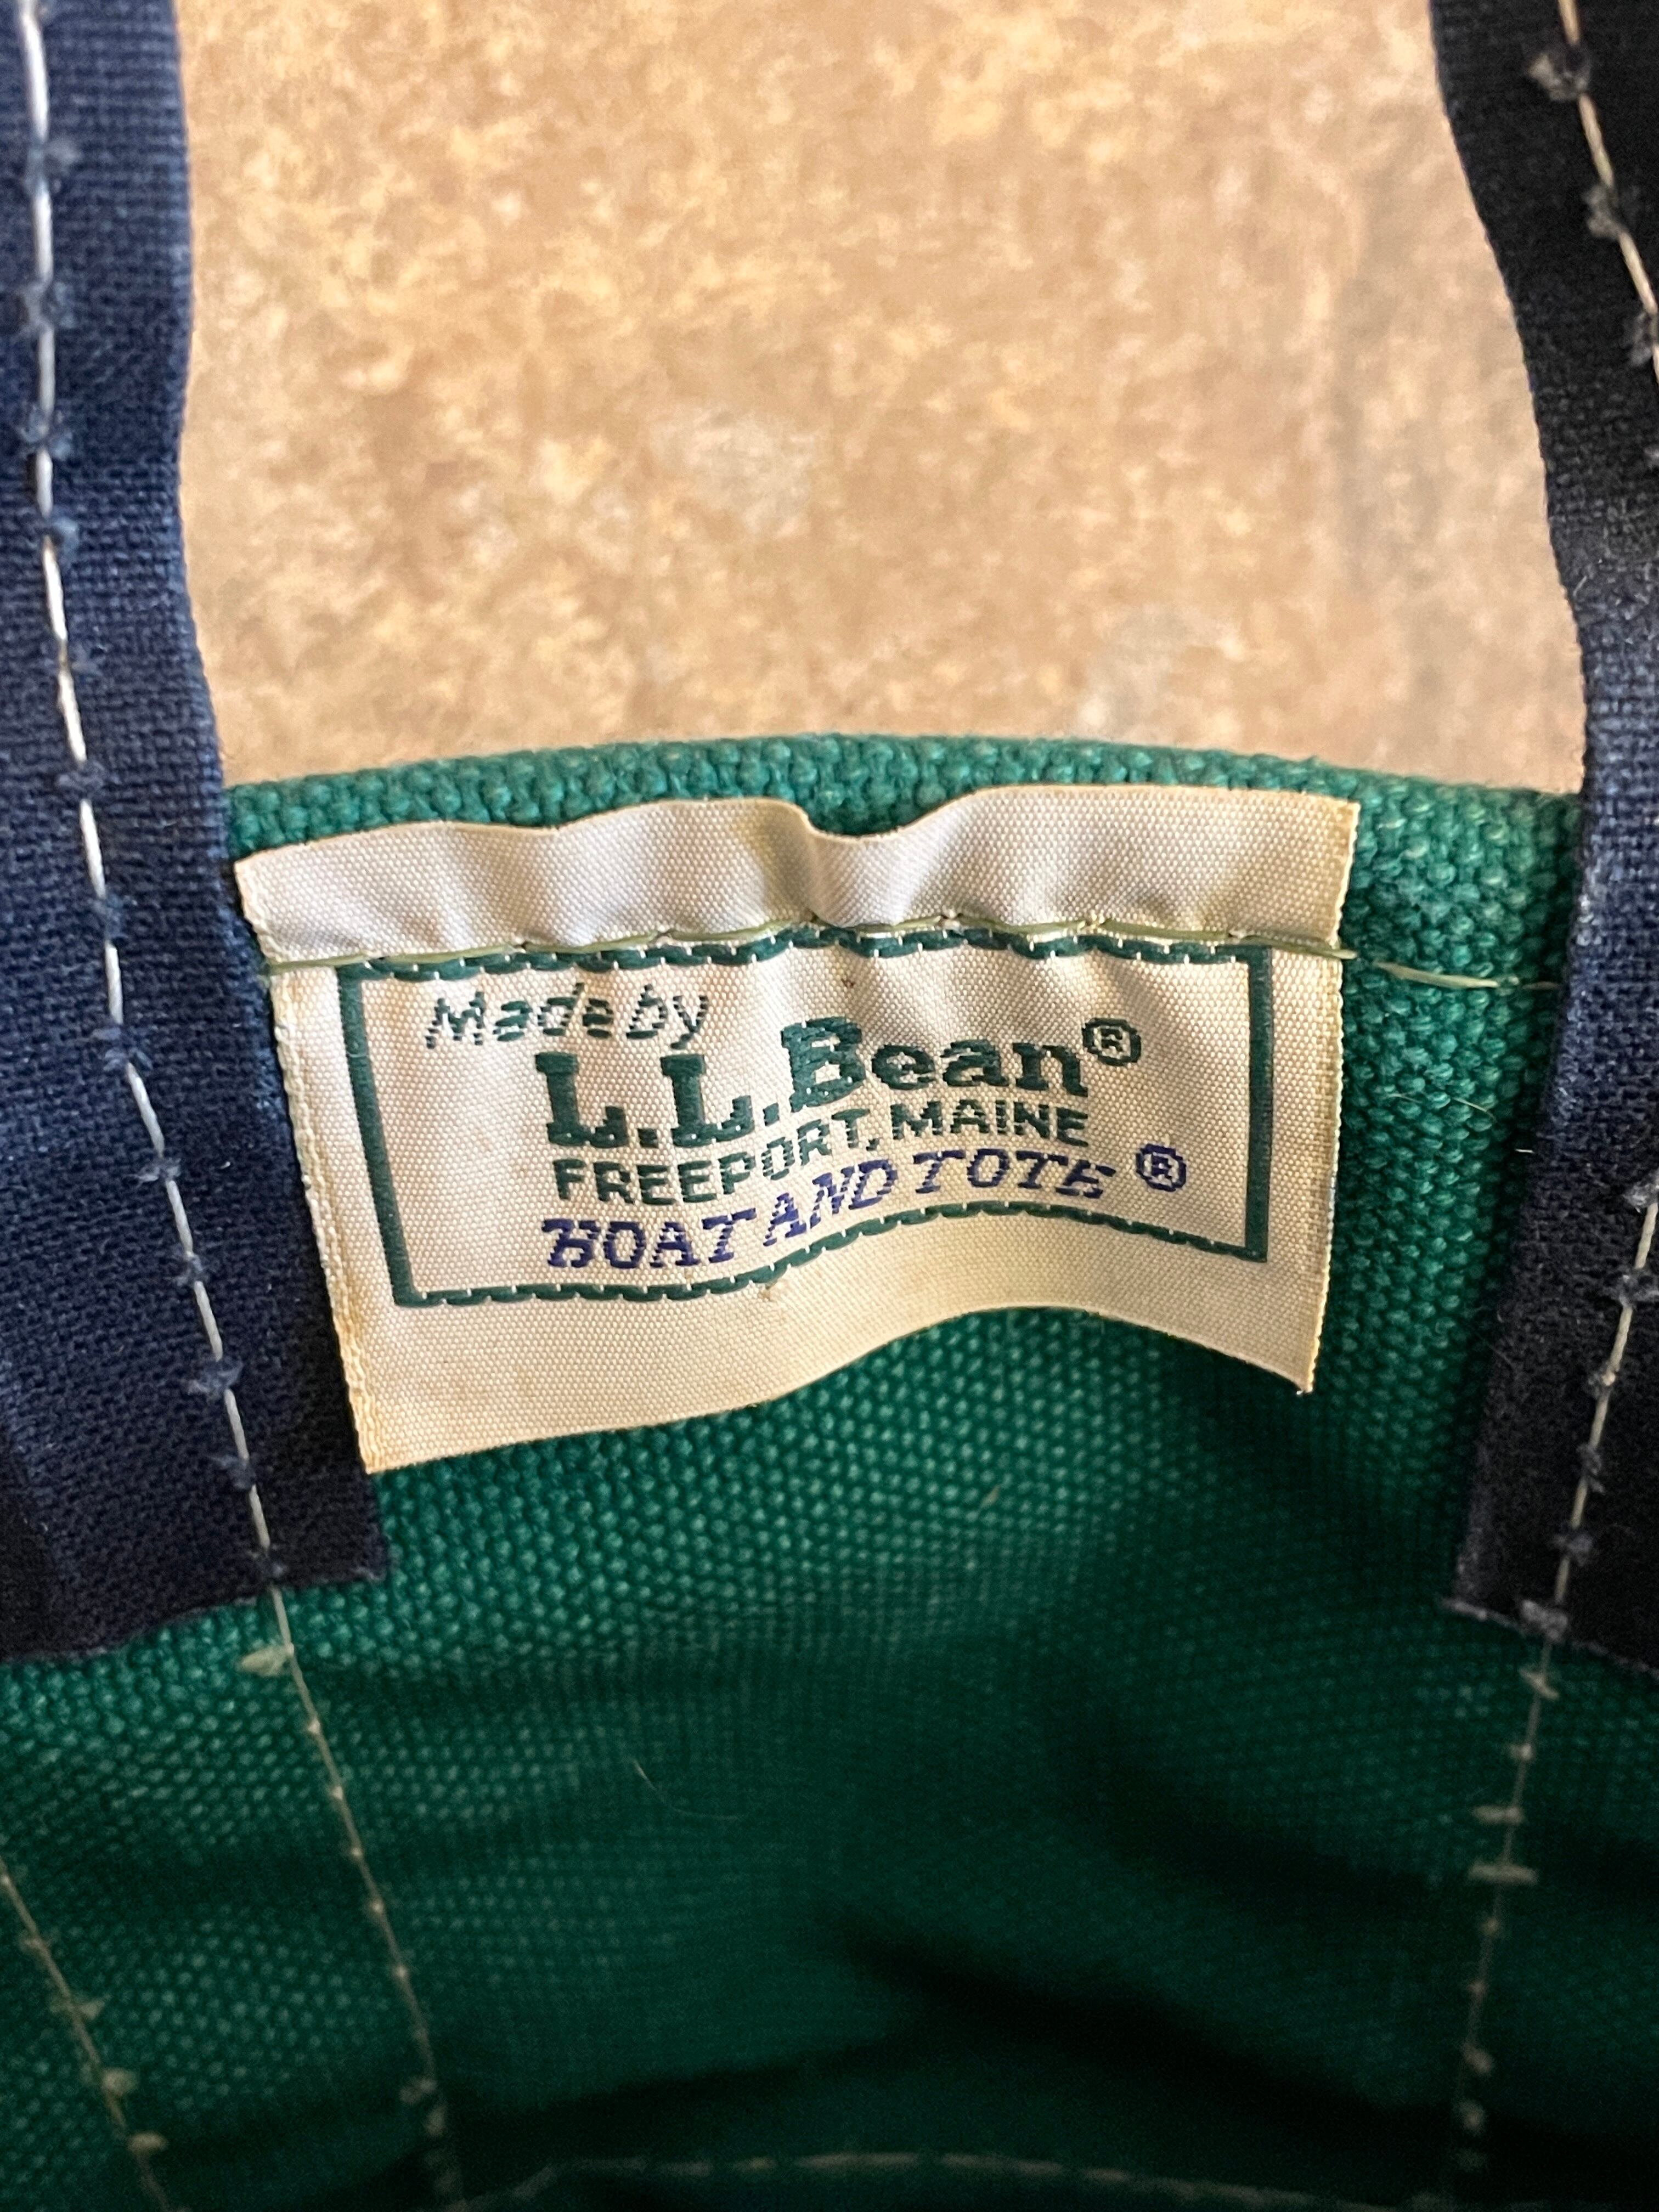 Made by
L.L.Bean®
FREEPORT, MAINE
BOAT AND TOTE®